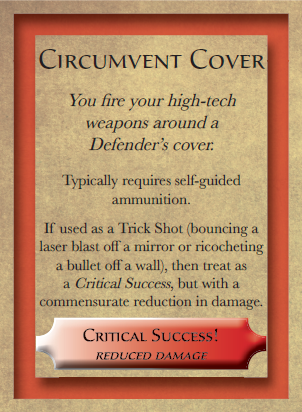 Circumvent Cover
You fire your high-tech
weapons around a
Defender's cover.
Typically requires self-guided
ammunition.
If used as a Trick Shot (bouncing a
laser blast off a mirror or ricocheting
a bullet off a wall), then treat as
a Critical Success, but with a
commensurate reduction in damage.
Critical Success!
reduced damage